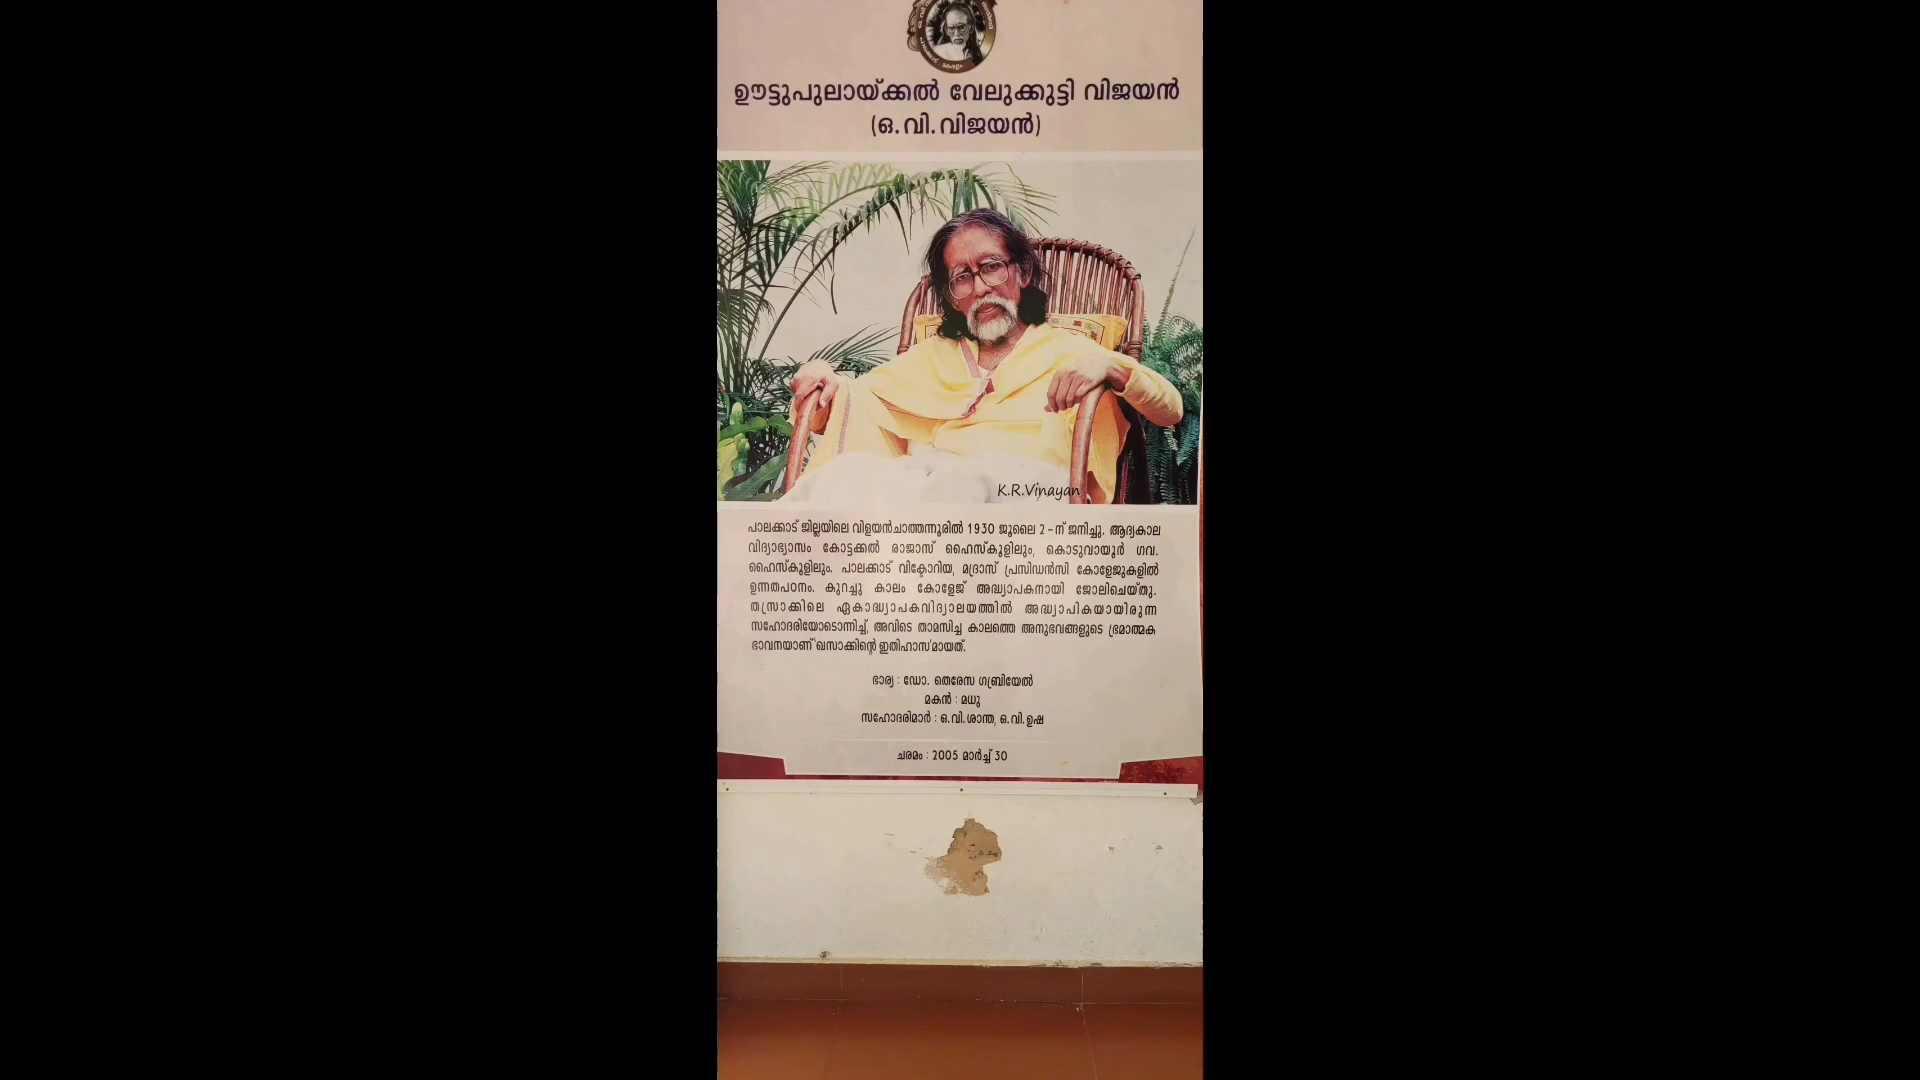 ഊട്ടുപുലായ്ക്കൽ വേലുക്കുട്ടി വിജയൻ
(ഒ.വി.വിജയൻ)
K.R.Vinayan
പാലക്കാട് ജില്ലയിലെ വിളയൻചാത്തന്നൂരിൽ 1930 ജൂലൈ 2-ന് ജനിച്ചു. ആദ്യകാല
വിദ്യാഭ്യാസം കോട്ടക്കൽ രാജാസ് ഹൈസ്കൂളിലും, കൊടുവായൂർ ഗവ.
ഹൈസ്കൂളിലും. പാലക്കാട് വിക്ടോറിയ, മദ്രാസ് പ്രസിഡൻസി കോളേജുകളിൽ
ഉന്നതപഠനം. കുറച്ചു കാലം കോളേജ് അദ്ധ്യാപകനായി ജോലിചെയ്തു.
തസ്രാക്കിലെ ഏകാദ്ധ്യാപകവിദ്യാലയത്തിൽ അദ്ധ്യാപികയായിരുന്ന
സഹോദരിയോടൊന്നിച്ച്, അവിടെ താമസിച്ച കാലത്തെ അനുഭവങ്ങളുടെ ഭ്രമാത്മക
ഭാവനയാണ് 'ഖസാക്കിന്റെ ഇതിഹാസ'മായത്.
ഭാര്യ : ഡോ. തെരേസ ഗബ്രിയേൽ
മകൻ : മധു
സഹോദരിമാർ : ഒ.വി.ശാന്ത, ഒ.വി.ഉഷ
ചരമം : 2005 മാർച്ച് 30